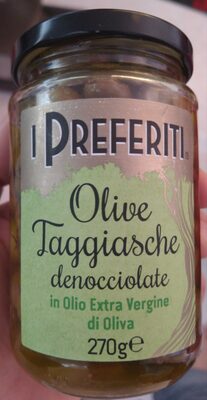 I PREFERITI
Olive
Taggiasche
denocciolate
in Olio Extra Vergine
di Oliva
270g℮